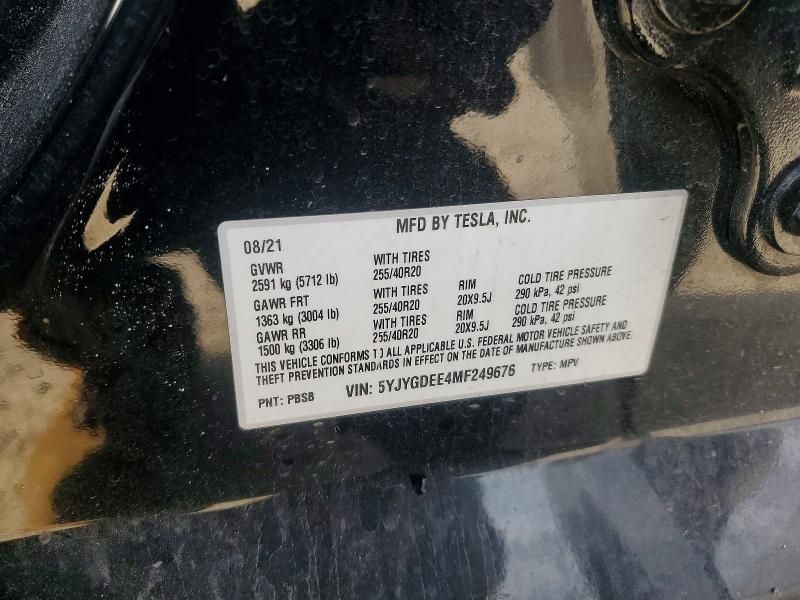 MFD BY TESLA, INC.
08/21
GVWR WITH TIRES
2591 kg (5712 lb) 255/40R20
GAWR FRT WITH TIRES RIM COLD TIRE PRESSURE
1363 kg (3004 lb) 255/40R20 20X9.5J 290 kPa, 42 psi
GAWR RR WITH TIRES RIM COLD TIRE PRESSURE
1500 kg (3306 lb) 255/40R20 20X9.5J 290 kPa, 42 psi
THIS VEHICLE CONFORMS T) ALL APPLICABLE U.S. FEDERAL MOTOR VEHICLE SAFETY AND
THEFT PREVENTION STANDARDS IN EFFECT ON THE DATE OF MANUFACTURE SHOWN ABOVE.
PNT: PBSB VIN: 5YJYGDEE4MF249676 TYPE: MPV